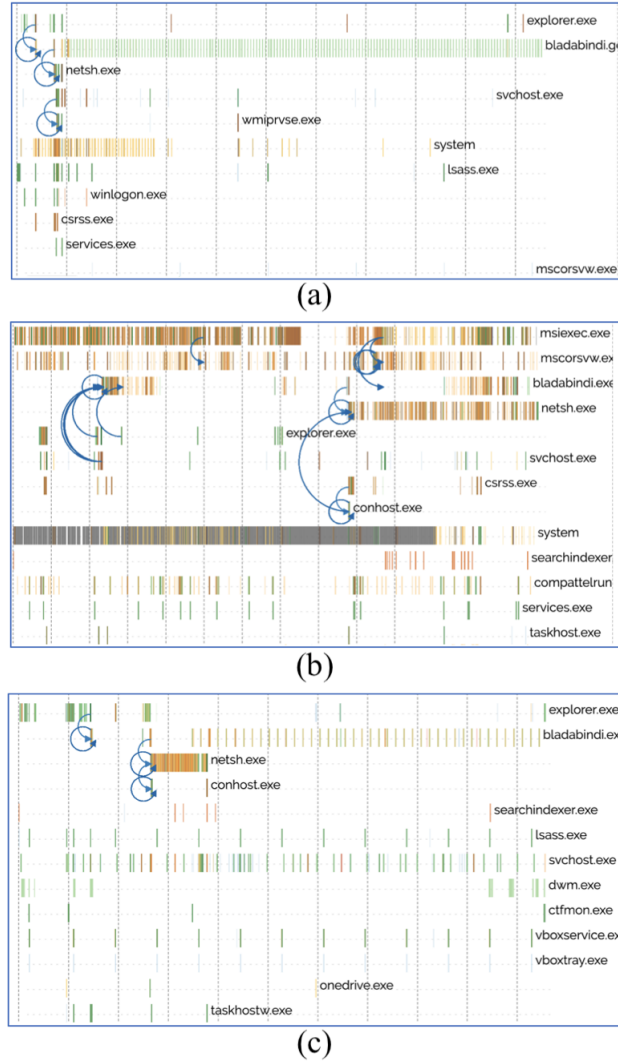 explorer.exe
bladabindi.ge
netsh.exe
svchost.exe
wmiprvse.exe
system
lsass.exe
winlogon.exe
csrss.exe
services.exe
mscorsvw.exe
(a)
msiexec.exe
mscorsvw.ex
bladabindi.exe
netsh.exe
explorer.exe
svchost.exe
csrss.exe
conhost.exe
system
searchindexer
compattelrun
services.exe
taskhost.exe
(b)
explorer.exe
bladabindi.ex
netsh.exe
conhost.exe
searchindexer.exe
lsass.exe
svchost.exe
dwm.exe
ctfmon.exe
vboxservice.ex
vboxtray.exe
onedrive.exe
taskhostw.exe
(c)